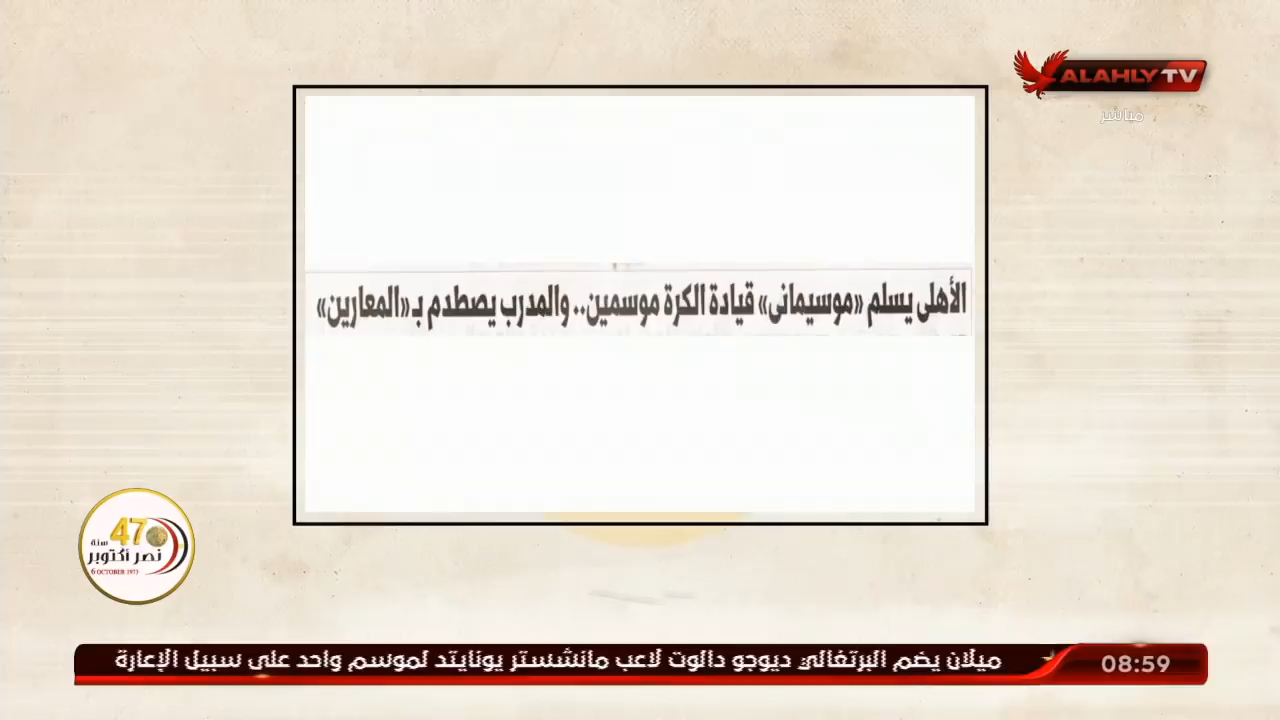 ALAHLY TV
مباشر
الأهلى يسلم «موسيمانى» قيادة الكرة موسمين.. والمدرب يصطدم بـ«المعارين»
47
سنة
نصر أكتوبر
6 OCTOBER 1973
ميلان يضم البرتغالي ديوجو دالوت لاعب مانشستر يونايتد لموسم واحد على سبيل الإعارة
08:59